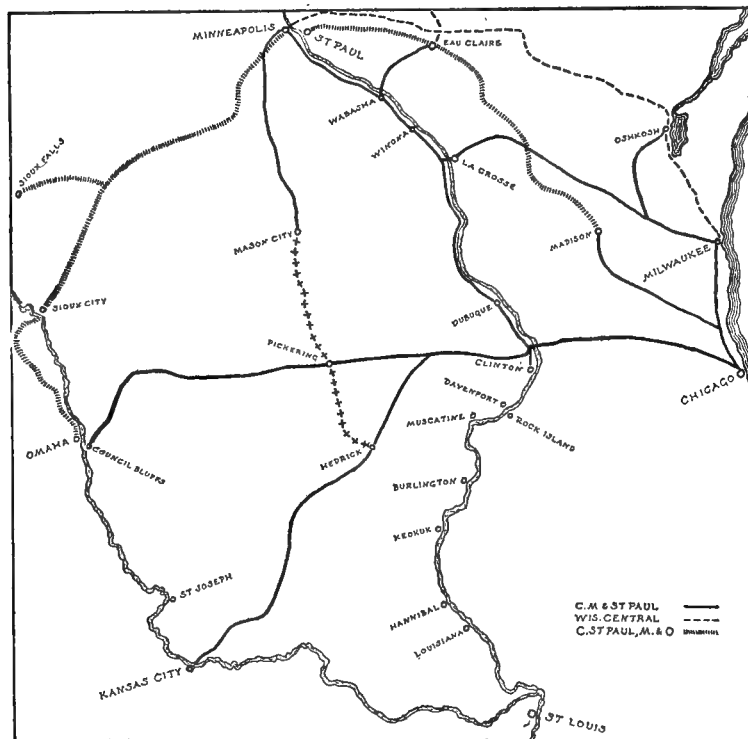 MINNEAPOLIS
ST PAUL
EAU CLAIRE
WABASHA
WINONA
OSHKOSH
LA CROSSE
SIOUX FALLS
MASON CITY
MADISON
MILWAUKEE
SIOUX CITY
DUBUQUE
PICKERING
CLINTON
CHICAGO
DAVENPORT
MUSCATINE
ROCK ISLAND
OMAHA
COUNCIL BLUFFS
HEDRICK
BURLINGTON
KEOKUK
ST JOSEPH
HANNIBAL
LOUISIANA
C. M & ST PAUL
WIS. CENTRAL
C. ST PAUL, M. & O
KANSAS CITY
ST LOUIS